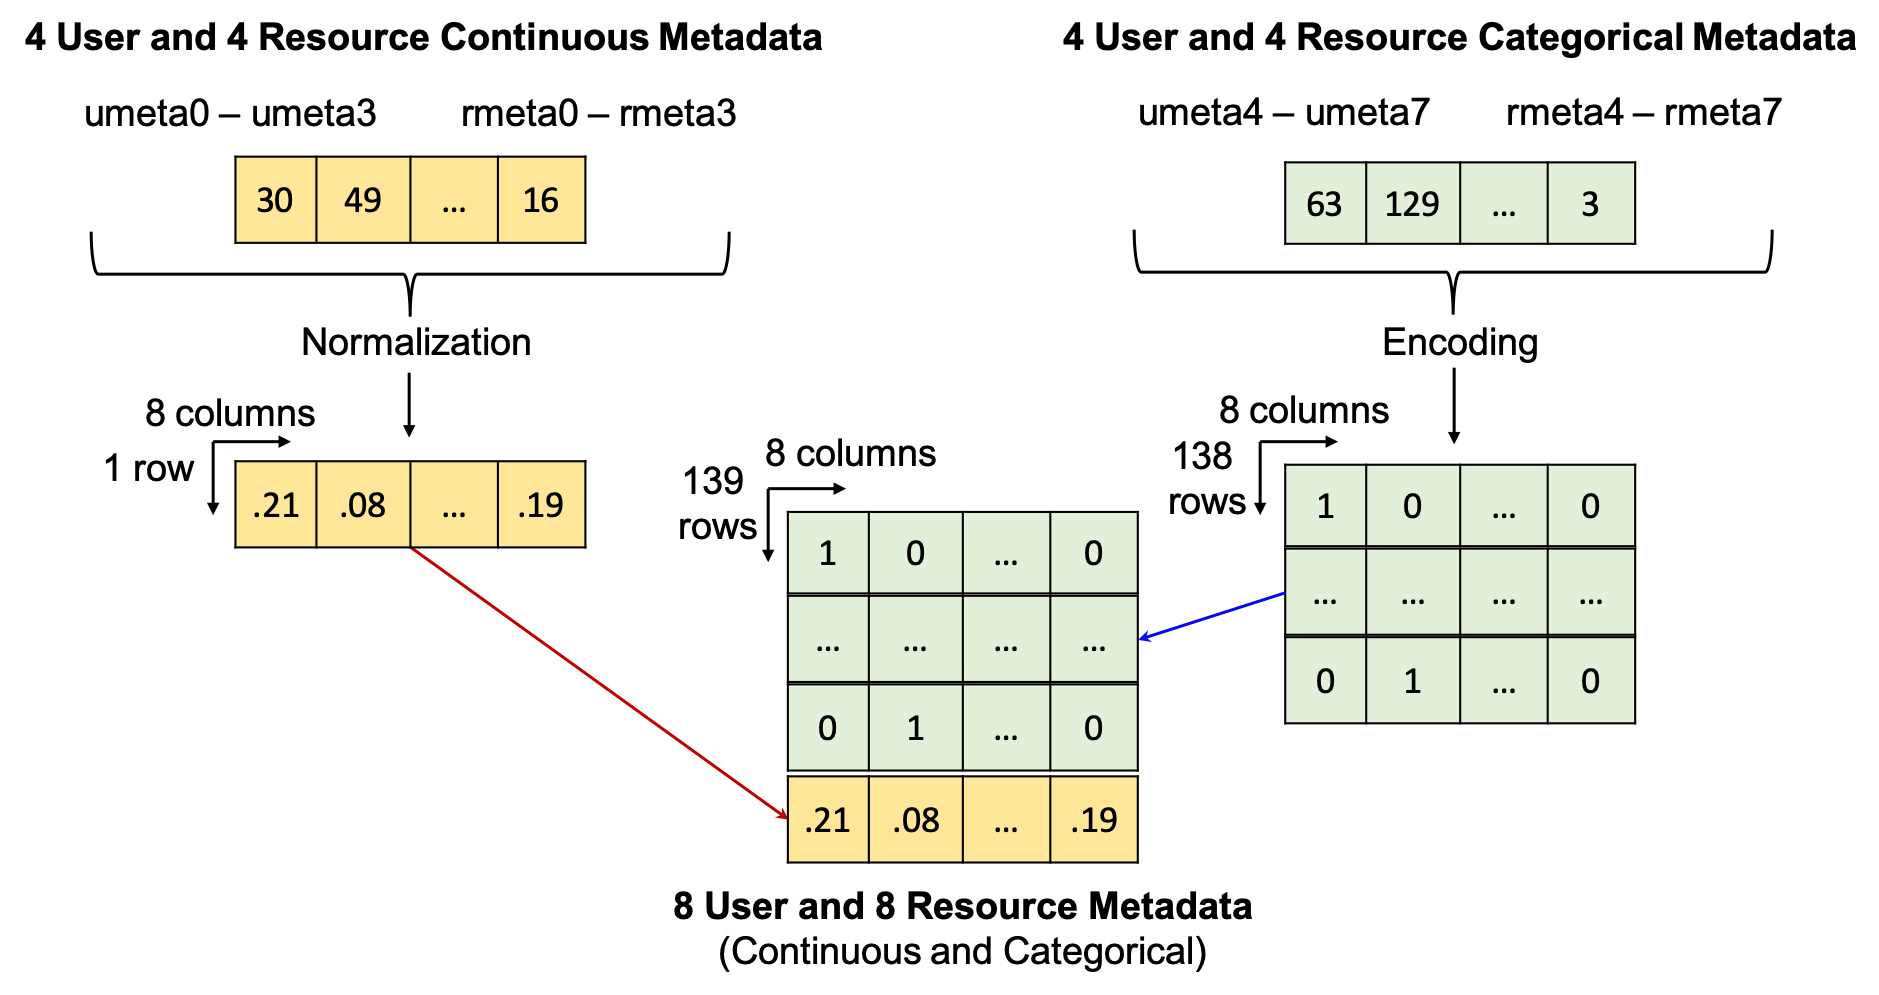 4 User and 4 Resource Continuous Metadata
umeta0 – umeta3 rmeta0 – rmeta3
30 49 ... 16
Normalization
8 columns
1 row
.21 .08 ... .19
4 User and 4 Resource Categorical Metadata
umeta4 – umeta7 rmeta4 – rmeta7
63 129 ... 3
Encoding
8 columns
138
rows
1 0 ... 0
... ... ... ...
0 1 ... 0
8 columns
139
rows
1 0 ... 0
... ... ... ...
0 1 ... 0
.21 .08 ... .19
8 User and 8 Resource Metadata
(Continuous and Categorical)